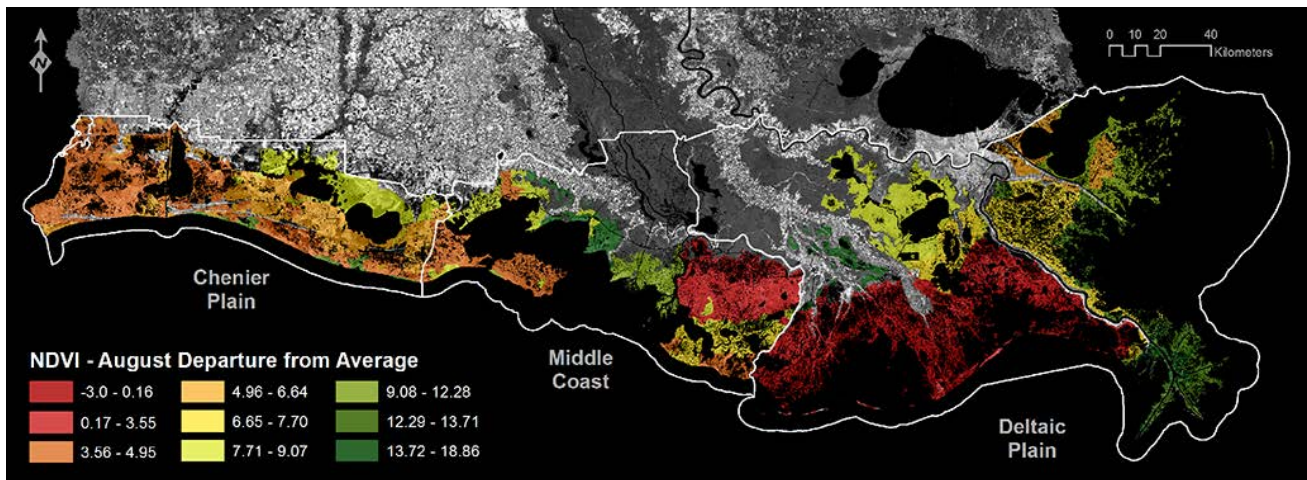 0 10 20 40
Kilometers
N
Chenier
Plain
Middle
Coast
Deltaic
Plain
NDVI - August Departure from Average
-3.0 - 0.16
4.96 - 6.64
9.08 - 12.28
0.17 - 3.55
6.65 - 7.70
12.29 - 13.71
3.56 - 4.95
7.71 - 9.07
13.72 - 18.86